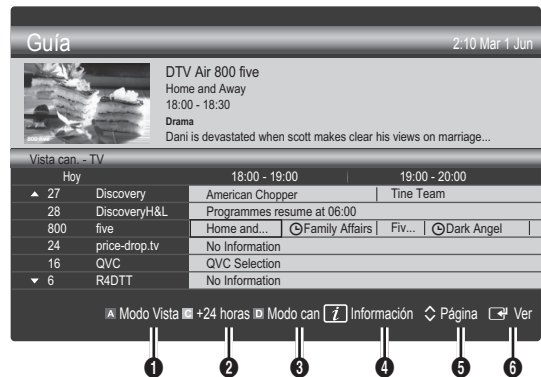 Guía 2:10 Mar 1 Jun
DTV Air 800 five
Home and Away
18:00 - 18:30
Drama
Dani is devastated when scott makes clear his views on marriage...
800 five
Vista can. - TV
Hoy 18:00 - 19:00 19:00 - 20:00
▲ 27 Discovery American Chopper Tine Team
28 DiscoveryH&L Programmes resume at 06:00
800 five Home and... Family Affairs Fiv... Dark Angel
24 price-drop.tv No Information
16 QVC QVC Selection
▼ 6 R4DTT No Information
A Modo Vista C +24 horas D Modo can i Información Página Ver
1 2 3 4 5 6